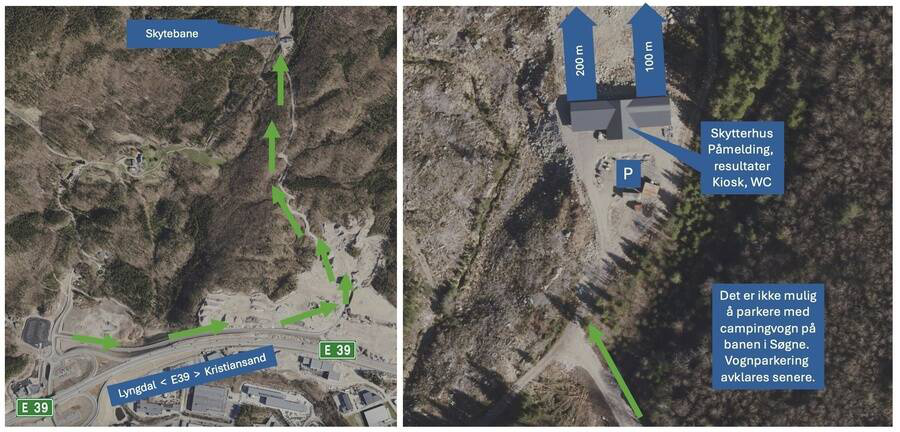 Skytebane
E 39
Lyngdal < E39 > Kristiansand
E 39
200 m
100 m
Skytterhus
Påmelding,
resultater
Kiosk, WC
P
Det er ikke mulig
å parkere med
campingvogn på
banen i Søgne.
Vognparkering
avklares senere.